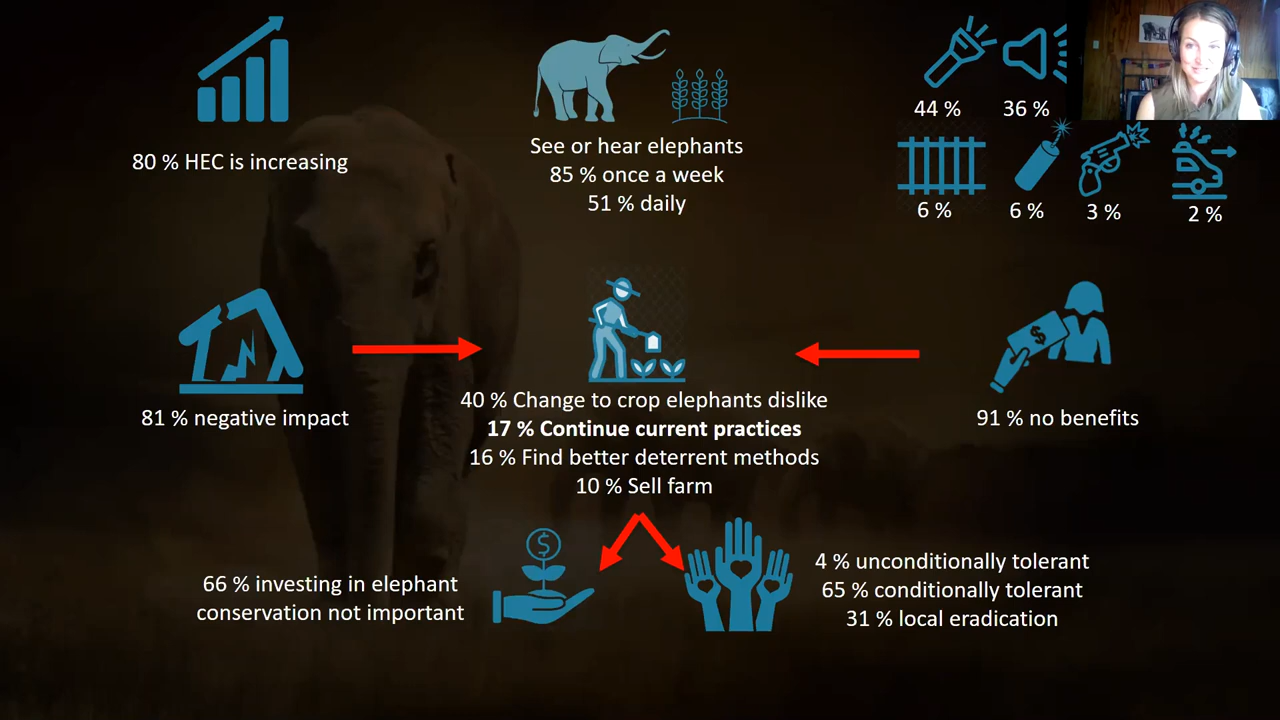 80 % HEC is increasing
See or hear elephants
85 % once a week
51 % daily
44 %
36 %
6 %
6 %
3 %
2 %
81 % negative impact
40 % Change to crop elephants dislike
17 % Continue current practices
16 % Find better deterrent methods
10 % Sell farm
91 % no benefits
66 % investing in elephant
conservation not important
4 % unconditionally tolerant
65 % conditionally tolerant
31 % local eradication
$
$